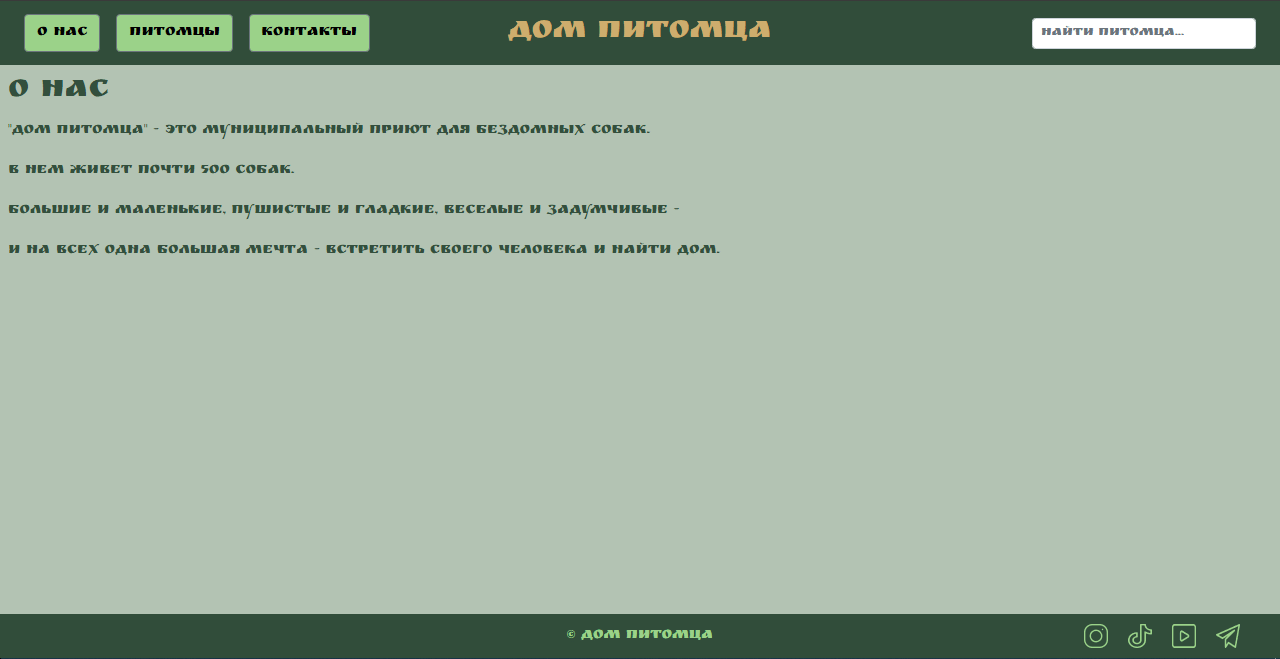 О НАС ПИТОМЦЫ КОНТАКТЫ ДОМ ПИТОМЦА НАЙТИ ПИТОМЦА...
О НАС
"ДОМ ПИТОМЦА" - ЭТО МУНИЦИПАЛЬНЫЙ ПРИЮТ ДЛЯ БЕЗДОМНЫХ СОБАК.
В НЕМ ЖИВЕТ ПОЧТИ 500 СОБАК.
БОЛЬШИЕ И МАЛЕНЬКИЕ, ПУШИСТЫЕ И ГЛАДКИЕ, ВЕСЕЛЫЕ И ЗАДУМЧИВЫЕ -
И НА ВСЕХ ОДНА БОЛЬШАЯ МЕЧТА - ВСТРЕТИТЬ СВОЕГО ЧЕЛОВЕКА И НАЙТИ ДОМ.
© ДОМ ПИТОМЦА